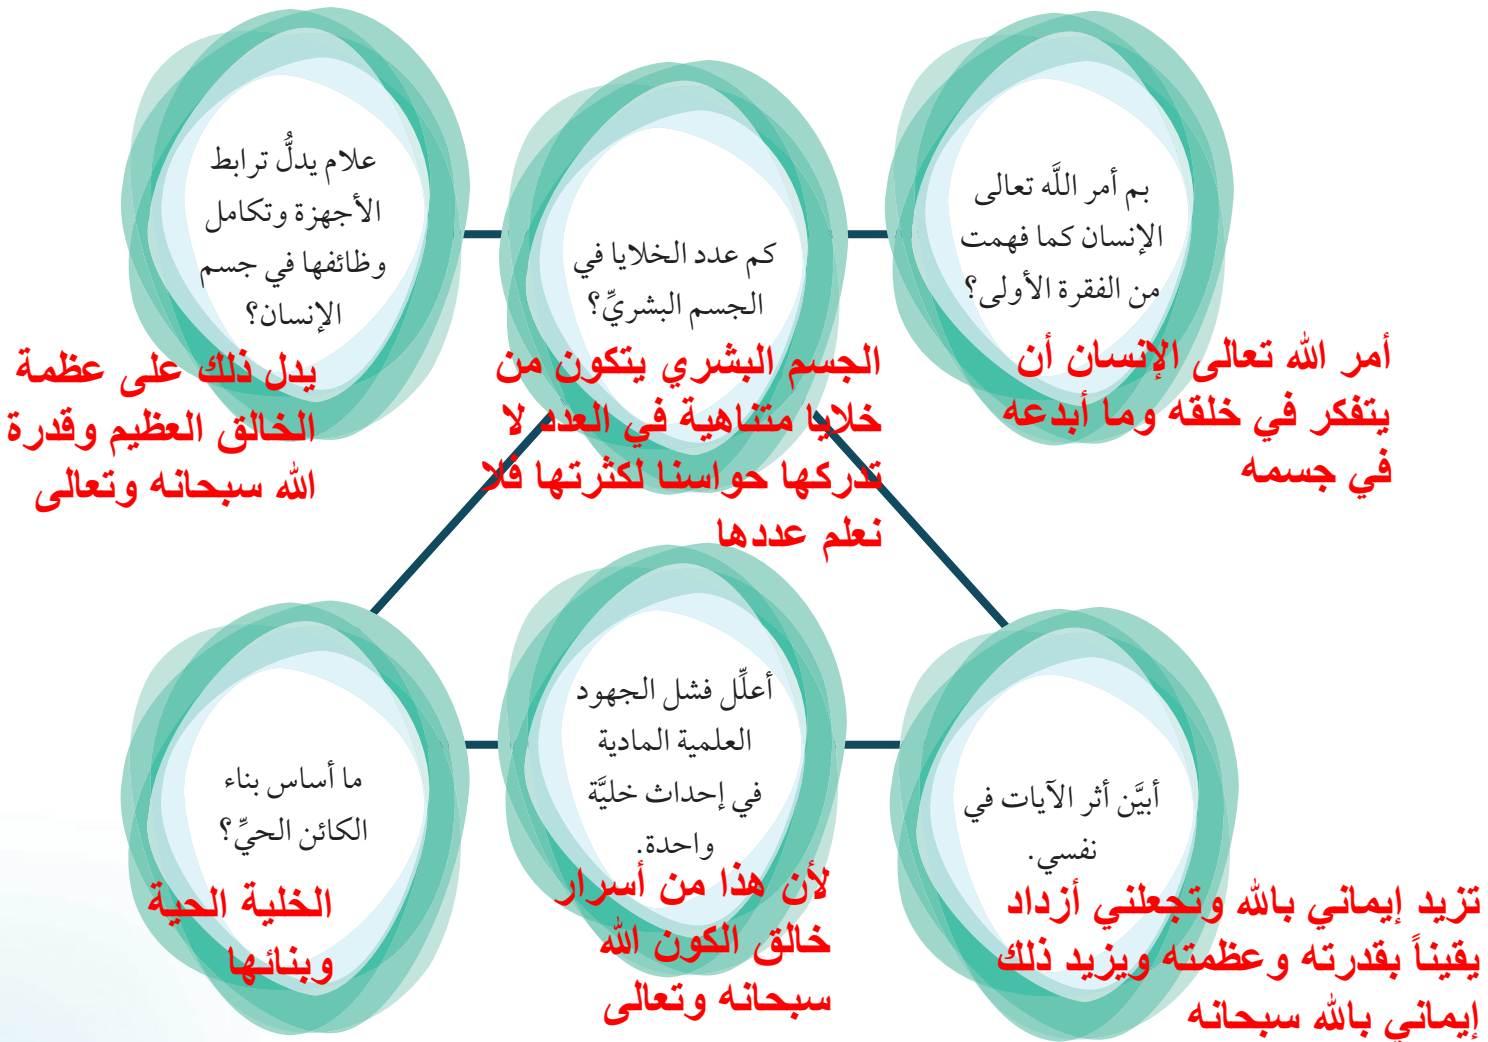 بم أمر اللَّه تعالى
الإنسان كما فهمت
من الفقرة الأولى؟
أمر الله تعالى الإنسان أن
يتفكر في خلقه وما أبدعه
في جسمه
كم عدد الخلايا في
الجسم البشريِّ؟
الجسم البشري يتكون من
خلايا متناهية في العدد لا
تدركها حواسنا لكثرتها فلا
نعلم عددها
علام يدلُّ ترابط
الأجهزة وتكامل
وظائفها في جسم
الإنسان؟
يدل ذلك على عظمة
الخالق العظيم وقدرة
الله سبحانه وتعالى
أبيَّن أثر الآيات في
نفسي.
تزيد إيماني بالله وتجعلني أزداد
يقيناً بقدرته وعظمته ويزيد ذلك
إيماني بالله سبحانه
أعلِّل فشل الجهود
العلمية المادية
في إحداث خليَّة
واحدة.
لأن هذا من أسرار
خالق الكون الله
سبحانه وتعالى
ما أساس بناء
الكائن الحيِّ؟
الخلية الحية
وبنائها